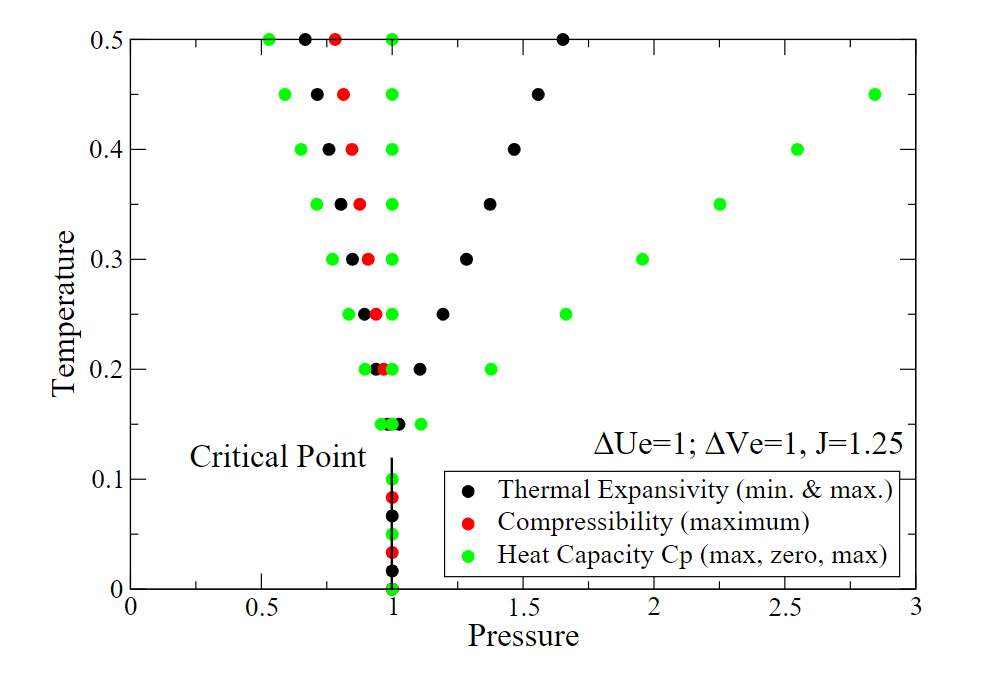 0.5
0.4
0.3
0.2
0.1
0
Temperature
Critical Point
ΔUe=1; ΔVe=1, J=1.25
Thermal Expansivity (min. & max.)
Compressibility (maximum)
Heat Capacity Cp (max, zero, max)
0 0.5 1 1.5 2 2.5 3
Pressure